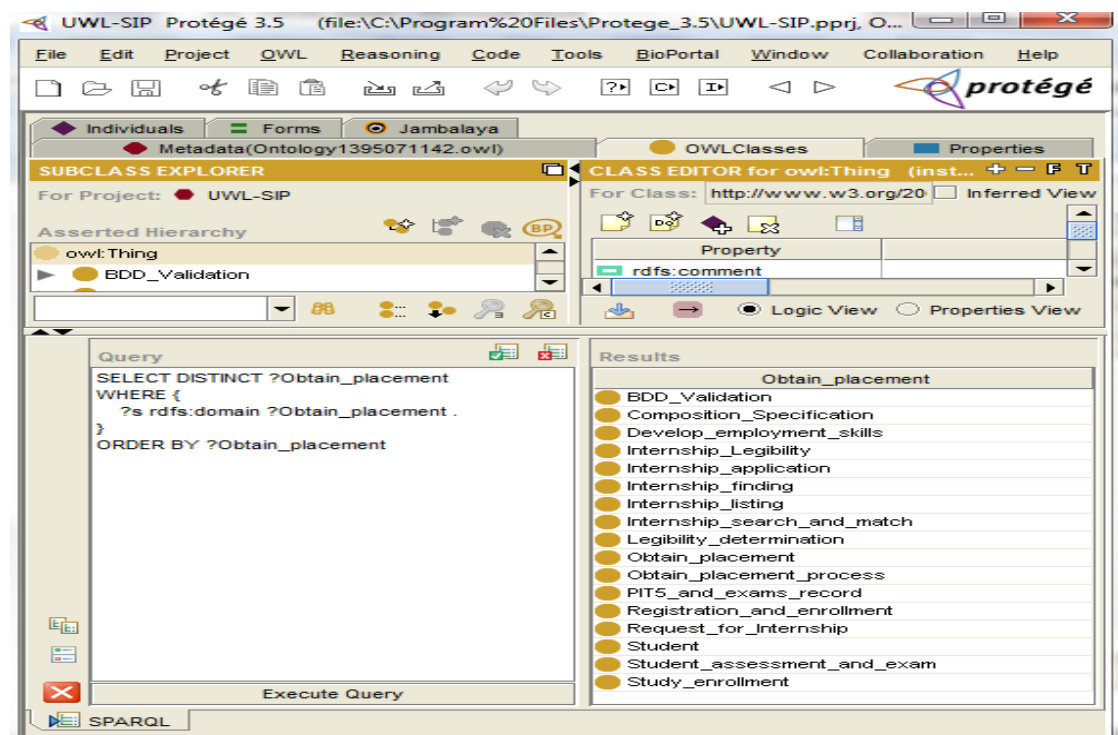 UWL-SIP Protégé 3.5 (file:\C:\Program%20Files\Protege_3.5\UWL-SIP.pprj, O...
File Edit Project OWL Reasoning Code Tools BioPortal Window Collaboration Help
protégé
Individuals Forms Jambalaya
Metadata(Ontology1395071142.owl) OWLClasses Properties
SUBCLASS EXPLORER
CLASS EDITOR for owl:Thing (inst... F T
For Project: UWL-SIP
For Class: http://www.w3.org/20 Inferred View
Asserted Hierarchy BP
owl:Thing
BDD_Validation
Property
rdfs:comment
Logic View Properties View
Query
SELECT DISTINCT ?Obtain_placement
WHERE {
?s rdfs:domain ?Obtain_placement .
}
ORDER BY ?Obtain_placement
Execute Query
Results
Obtain_placement
BDD_Validation
Composition_Specification
Develop_employment_skills
Internship_Legibility
Internship_application
Internship_finding
Internship_listing
Internship_search_and_match
Legibility_determination
Obtain_placement
Obtain_placement_process
PIT5_and_exams_record
Registration_and_enrollment
Request_for_Internship
Student
Student_assessment_and_exam
Study_enrollment
SPARQL